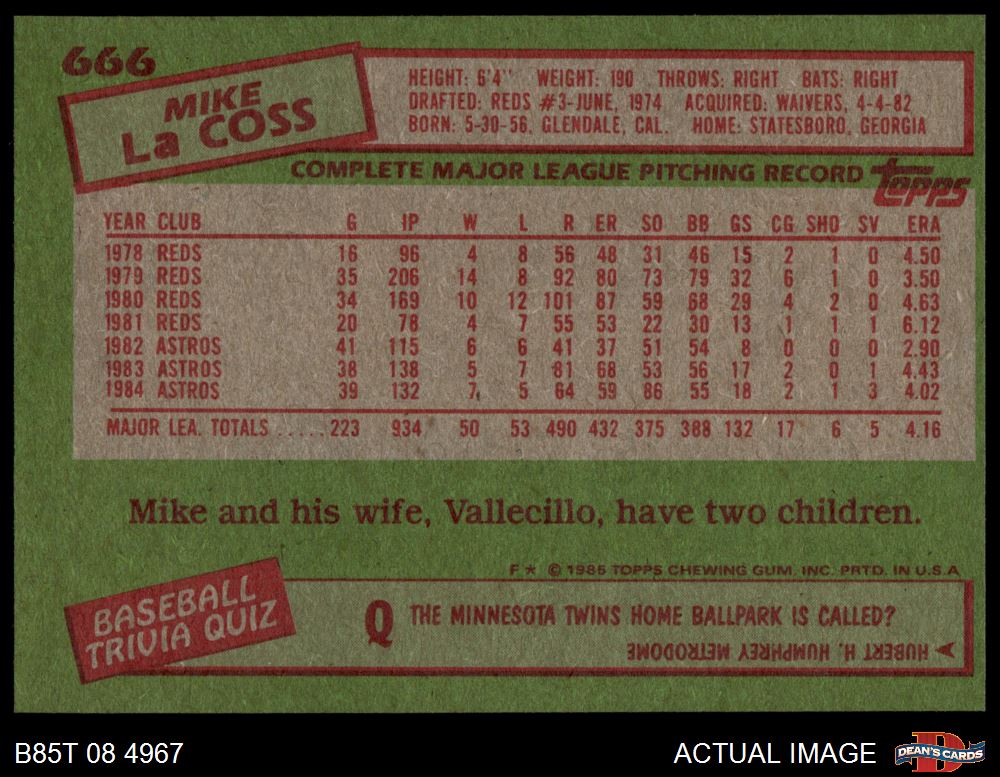 666
MIKE
La COSS
HEIGHT: 6'4" WEIGHT: 190 THROWS: RIGHT BATS: RIGHT
DRAFTED: REDS #3-JUNE, 1974 ACQUIRED: WAIVERS, 4-4-82
BORN: 5-30-56, GLENDALE, CAL. HOME: STATESBORO, GEORGIA
COMPLETE MAJOR LEAGUE PITCHING RECORD topps
YEAR CLUB G IP W L R ER SO BB GS CG SHO SV ERA
1978 REDS 16 96 4 8 56 48 31 46 15 2 1 0 4.50
1979 REDS 35 206 14 8 92 80 73 79 32 6 1 0 3.50
1980 REDS 34 169 10 12 101 87 59 68 29 4 2 0 4.63
1981 REDS 20 78 4 7 55 53 22 30 13 1 1 1 6.12
1982 ASTROS 41 115 6 6 41 37 51 54 8 0 0 0 2.90
1983 ASTROS 38 138 5 7 81 68 53 56 17 2 0 1 4.43
1984 ASTROS 39 132 7 5 64 59 86 55 18 2 1 3 4.02
MAJOR LEA. TOTALS ..... 223 934 50 53 490 432 375 388 132 17 6 5 4.16
Mike and his wife, Vallecillo, have two children.
F * © 1985 TOPPS CHEWING GUM, INC. PRTD. IN U.S.A
BASEBALL
TRIVIA QUIZ
Q THE MINNESOTA TWINS HOME BALLPARK IS CALLED?
HUBERT H. HUMPHREY METRODOME
B85T 08 4967
ACTUAL IMAGE
D
DEAN'S CARDS